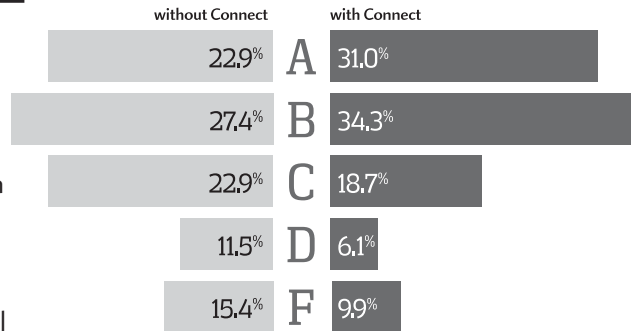 without Connect with Connect
22.9% A 31.0%
27.4% B 34.3%
22.9% C 18.7%
11.5% D 6.1%
15.4% F 9.9%